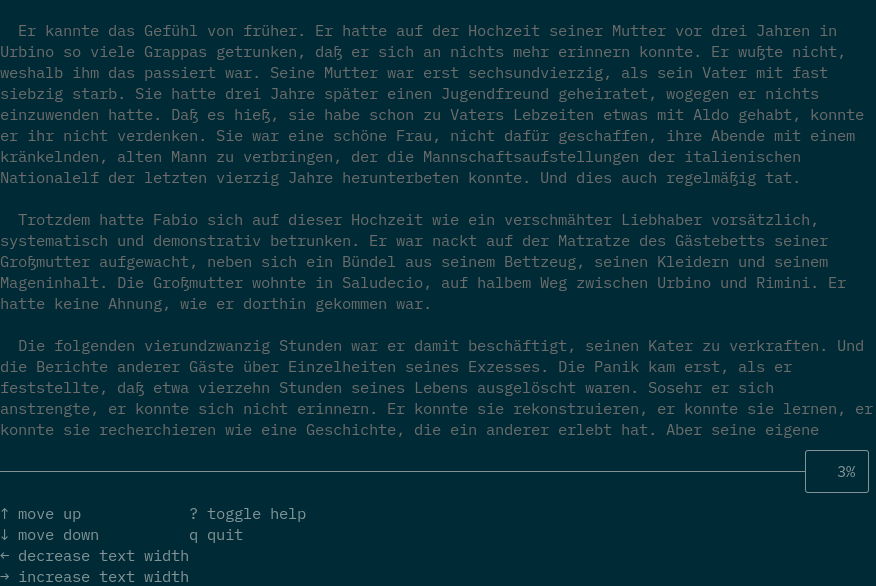 Er kannte das Gefühl von früher. Er hatte auf der Hochzeit seiner Mutter vor drei Jahren in
Urbino so viele Grappas getrunken, daß er sich an nichts mehr erinnern konnte. Er wußte nicht,
weshalb ihm das passiert war. Seine Mutter war erst sechsundvierzig, als sein Vater mit fast
siebzig starb. Sie hatte drei Jahre später einen Jugendfreund geheiratet, wogegen er nichts
einzuwenden hatte. Daß es hieß, sie habe schon zu Vaters Lebzeiten etwas mit Aldo gehabt, konnte
er ihr nicht verdenken. Sie war eine schöne Frau, nicht dafür geschaffen, ihre Abende mit einem
kränkelnden, alten Mann zu verbringen, der die Mannschaftsaufstellungen der italienischen
Nationalelf der letzten vierzig Jahre herunterbeten konnte. Und dies auch regelmäßig tat.
Trotzdem hatte Fabio sich auf dieser Hochzeit wie ein verschmähter Liebhaber vorsätzlich,
systematisch und demonstrativ betrunken. Er war nackt auf der Matratze des Gästebetts seiner
Großmutter aufgewacht, neben sich ein Bündel aus seinem Bettzeug, seinen Kleidern und seinem
Mageninhalt. Die Großmutter wohnte in Saludecio, auf halbem Weg zwischen Urbino und Rimini. Er
hatte keine Ahnung, wie er dorthin gekommen war.
Die folgenden vierundzwanzig Stunden war er damit beschäftigt, seinen Kater zu verkraften. Und
die Berichte anderer Gäste über Einzelheiten seines Exzesses. Die Panik kam erst, als er
feststellte, daß etwa vierzehn Stunden seines Lebens ausgelöscht waren. Sosehr er sich
anstrengte, er konnte sich nicht erinnern. Er konnte sie rekonstruieren, er konnte sie lernen, er
konnte sie recherchieren wie eine Geschichte, die ein anderer erlebt hat. Aber seine eigene
3%
↑ move up ? toggle help
↓ move down q quit
← decrease text width
→ increase text width